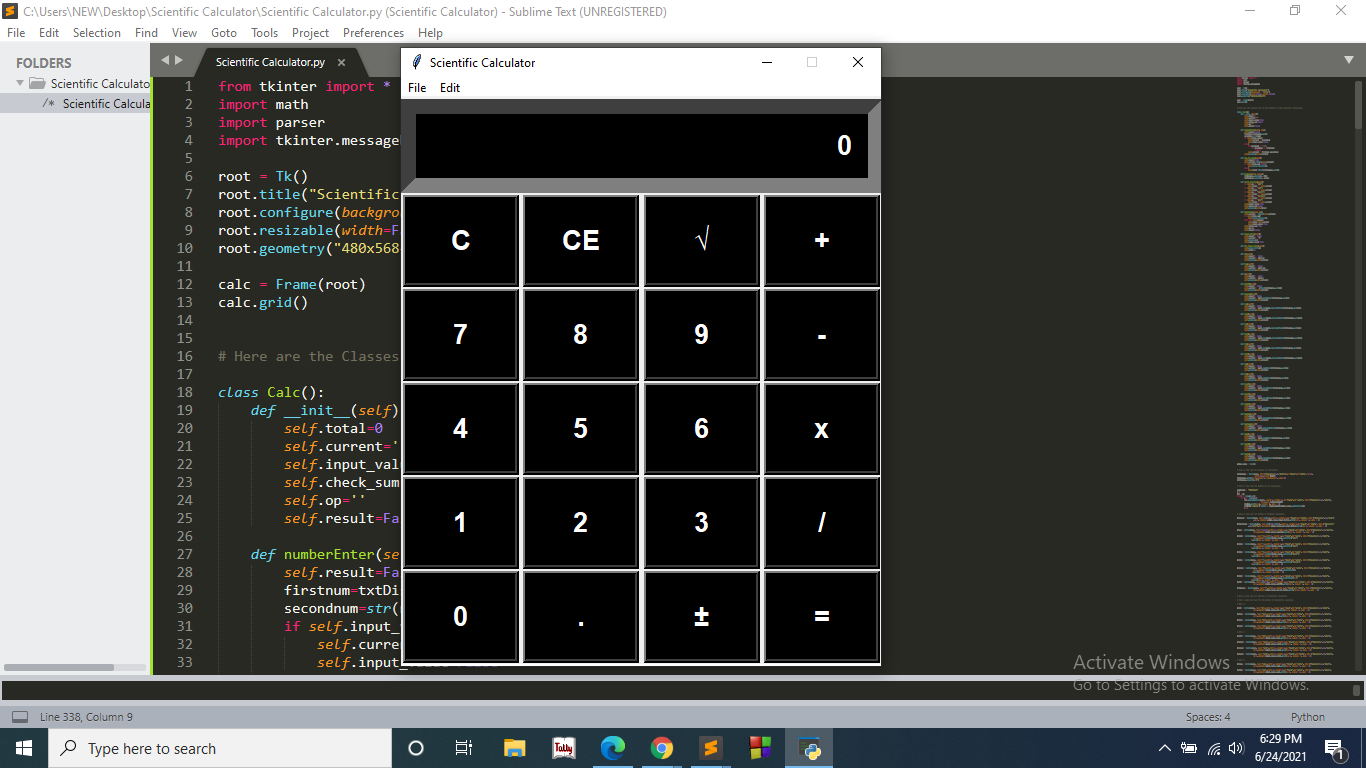 C:\Users\NEW\Desktop\Scientific Calculator\Scientific Calculator.py (Scientific Calculator) - Sublime Text (UNREGISTERED)
File Edit Selection Find View Goto Tools Project Preferences Help
FOLDERS
Scientific Calculato
/* Scientific Calcula
Scientific Calculator.py ×
1 from tkinter import *
2 import math
3 import parser
4 import tkinter.message
5
6 root = Tk()
7 root.title("Scientific
8 root.configure(backgro
9 root.resizable(width=F
10 root.geometry("480x568
11
12 calc = Frame(root)
13 calc.grid()
14
15
16 # Here are the Classes
17
18 class Calc():
19 def __init__(self)
20 self.total=0
21 self.current='
22 self.input_val
23 self.check_sum
24 self.op=''
25 self.result=Fa
26
27 def numberEnter(se
28 self.result=Fa
29 firstnum=txtDi
30 secondnum=str(
31 if self.input_
32 self.curre
33 self.input_
Scientific Calculator
File Edit
0
C CE √ +
7 8 9 -
4 5 6 x
1 2 3 /
0 . ± =
Activate Windows
Go to Settings to activate Windows.
Line 338, Column 9
Spaces: 4 Python
Type here to search
Tally
6:29 PM
6/24/2021
1